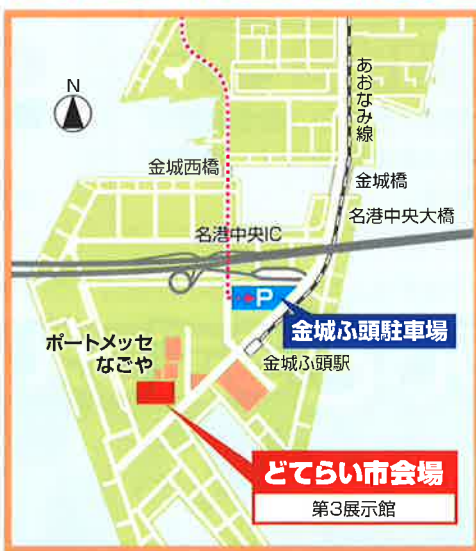 N
あおなみ線
金城西橋
金城橋
名港中央大橋
名港中央IC
P
金城ふ頭駐車場
ポートメッセ
なごや
金城ふ頭駅
どてらい市会場
第3展示館